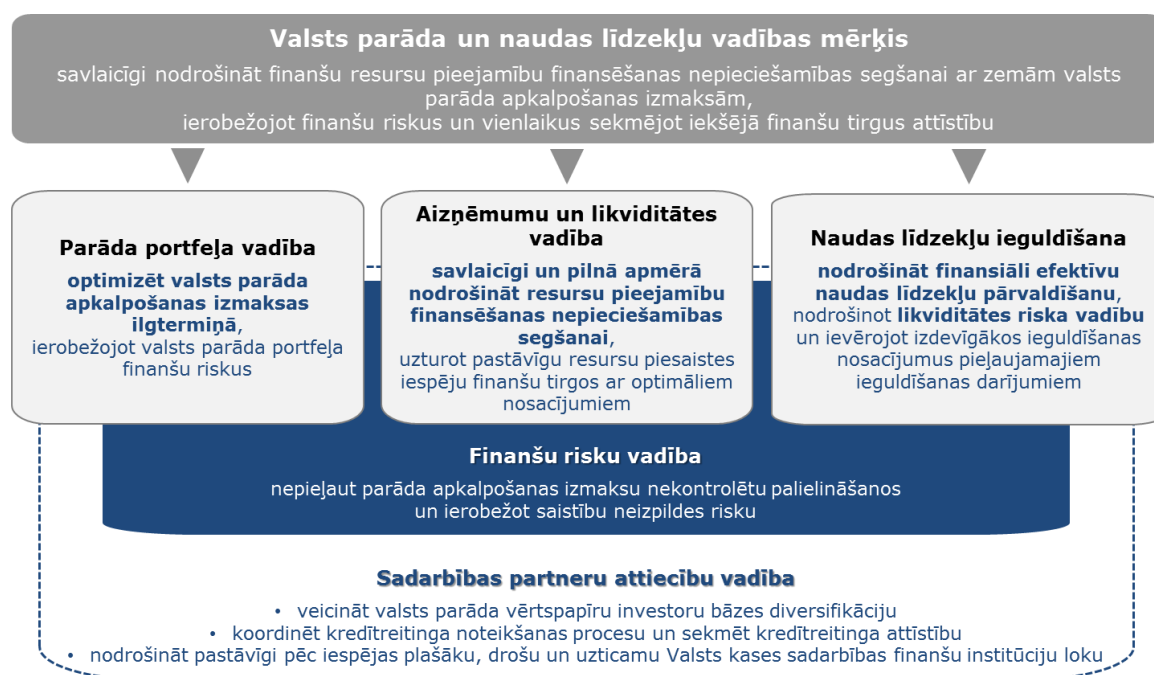 Valsts parāda un naudas līdzekļu vadības mērķis
savlaicīgi nodrošināt finanšu resursu pieejamību finansēšanas nepieciešamības segšanai ar zemām valsts
parāda apkalpošanas izmaksām,
ierobežojot finanšu riskus un vienlaikus sekmējot iekšējā finanšu tirgus attīstību
Parāda portfeļa vadība
optimizēt valsts parāda
apkalpošanas izmaksas
ilgtermiņā,
ierobežojot valsts parāda portfeļa
finanšu riskus
Aizņēmumu un likviditātes
vadība
savlaicīgi un pilnā apmērā
nodrošināt resursu pieejamību
finansēšanas nepieciešamības
segšanai,
uzturot pastāvīgu resursu piesaistes
iespēju finanšu tirgos ar optimāliem
nosacījumiem
Naudas līdzekļu ieguldīšana
nodrošināt finansiāli efektīvu
naudas līdzekļu pārvaldīšanu,
nodrošinot likviditātes riska vadību
un ievērojot izdevīgākos ieguldīšanas
nosacījumus pieļaujamajiem
ieguldīšanas darījumiem
Finanšu risku vadība
nepieļaut parāda apkalpošanas izmaksu nekontrolētu palielināšanos
un ierobežot saistību neizpildes risku
Sadarbības partneru attiecību vadība
• veicināt valsts parāda vērtspapīru investoru bāzes diversifikāciju
• koordinēt kredītreitinga noteikšanas procesu un sekmēt kredītreitinga attīstību
• nodrošināt pastāvīgi pēc iespējas plašāku, drošu un uzticamu Valsts kases sadarbības finanšu institūciju loku